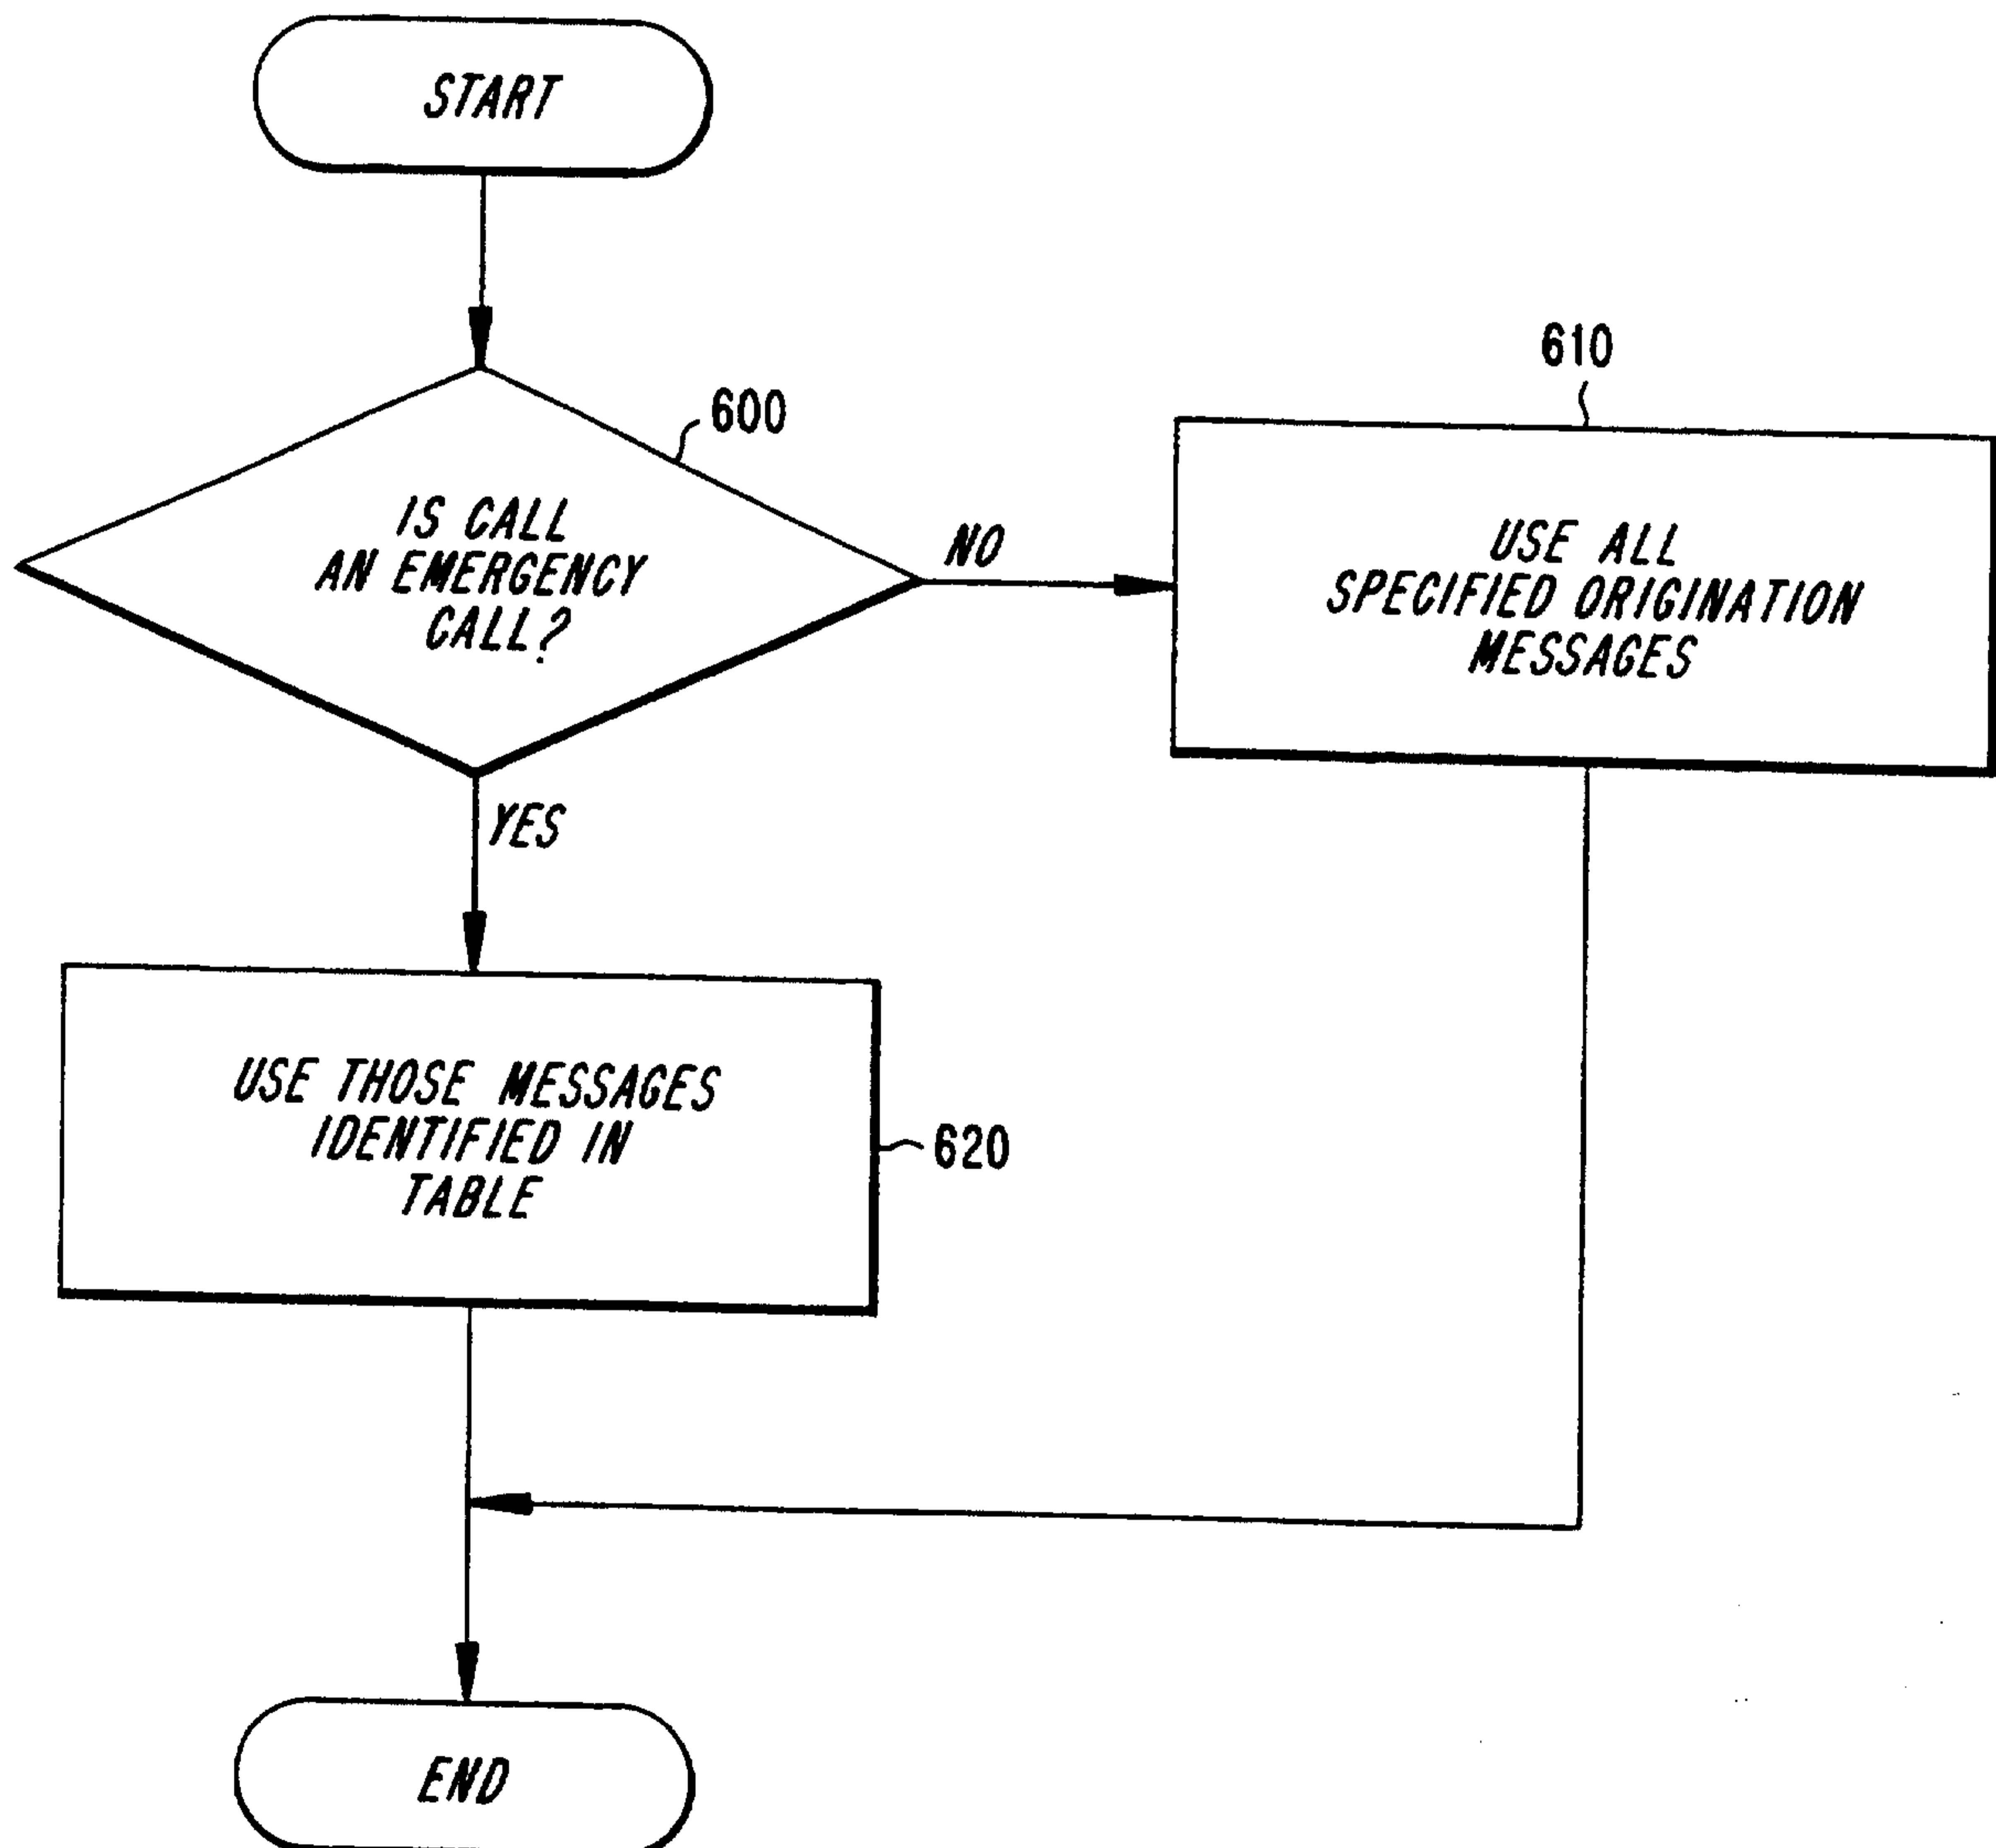 START
600
IS CALL
AN EMERGENCY
CALL?
NO
610
USE ALL
SPECIFIED ORIGINATION
MESSAGES
YES
USE THOSE MESSAGES
IDENTIFIED IN
TABLE
620
END